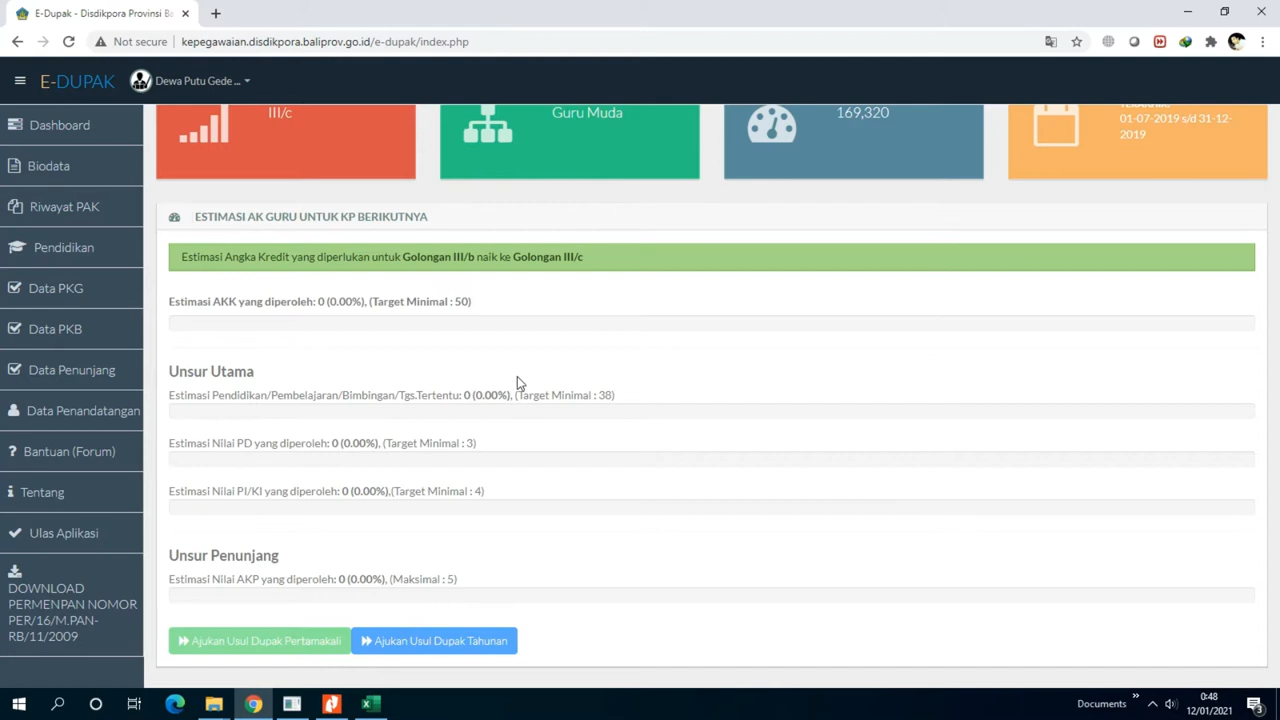 E-Dupak - Disdikpora Provinsi Ba
Not secure
kepegawaian.disdikpora.baliprov.go.id/e-dupak/index.php
E-DUPAK
Dewa Putu Gede ...
Dashboard
Biodata
Riwayat PAK
Pendidikan
Data PKG
Data PKB
Data Penunjang
Data Penandatangan
? Bantuan (Forum)
Tentang
Ulas Aplikasi
DOWNLOAD
PERMENPAN NOMOR
PER/16/M.PAN-
RB/11/2009
III/c
Guru Muda
169,320
01-07-2019 s/d 31-12-
2019
ESTIMASI AK GURU UNTUK KP BERIKUTNYA
Estimasi Angka Kredit yang diperlukan untuk Golongan III/b naik ke Golongan III/c
Estimasi AKK yang diperoleh: 0 (0.00%), (Target Minimal : 50)
Unsur Utama
Estimasi Pendidikan/Pembelajaran/Bimbingan/Tgs.Tertentu: 0 (0.00%), (Target Minimal : 38)
Estimasi Nilai PD yang diperoleh: 0 (0.00%), (Target Minimal : 3)
Estimasi Nilai PI/KI yang diperoleh: 0 (0.00%),(Target Minimal : 4)
Unsur Penunjang
Estimasi Nilai AKP yang diperoleh: 0 (0.00%), (Maksimal : 5)
Ajukan Usul Dupak Pertamakali
Ajukan Usul Dupak Tahunan
Documents
0:48
12/01/2021
3